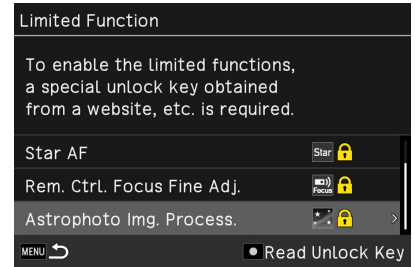 Limited Function
To enable the limited functions,
a special unlock key obtained
from a website, etc. is required.
Star AF Star
Rem. Ctrl. Focus Fine Adj. Focus
Astrophoto Img. Process.
MENU Read Unlock Key